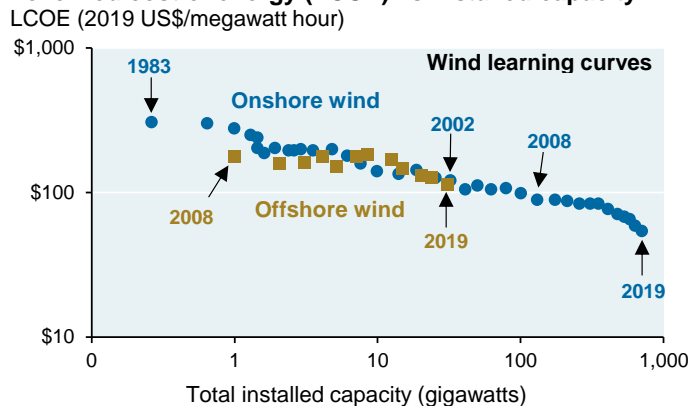 LCOE (2019 US$/megawatt hour)
$1,000
Wind learning curves
1983
Onshore wind
2002
2008
$100
2008
Offshore wind
2019
2019
$10
0 1 10 100 1,000
Total installed capacity (gigawatts)